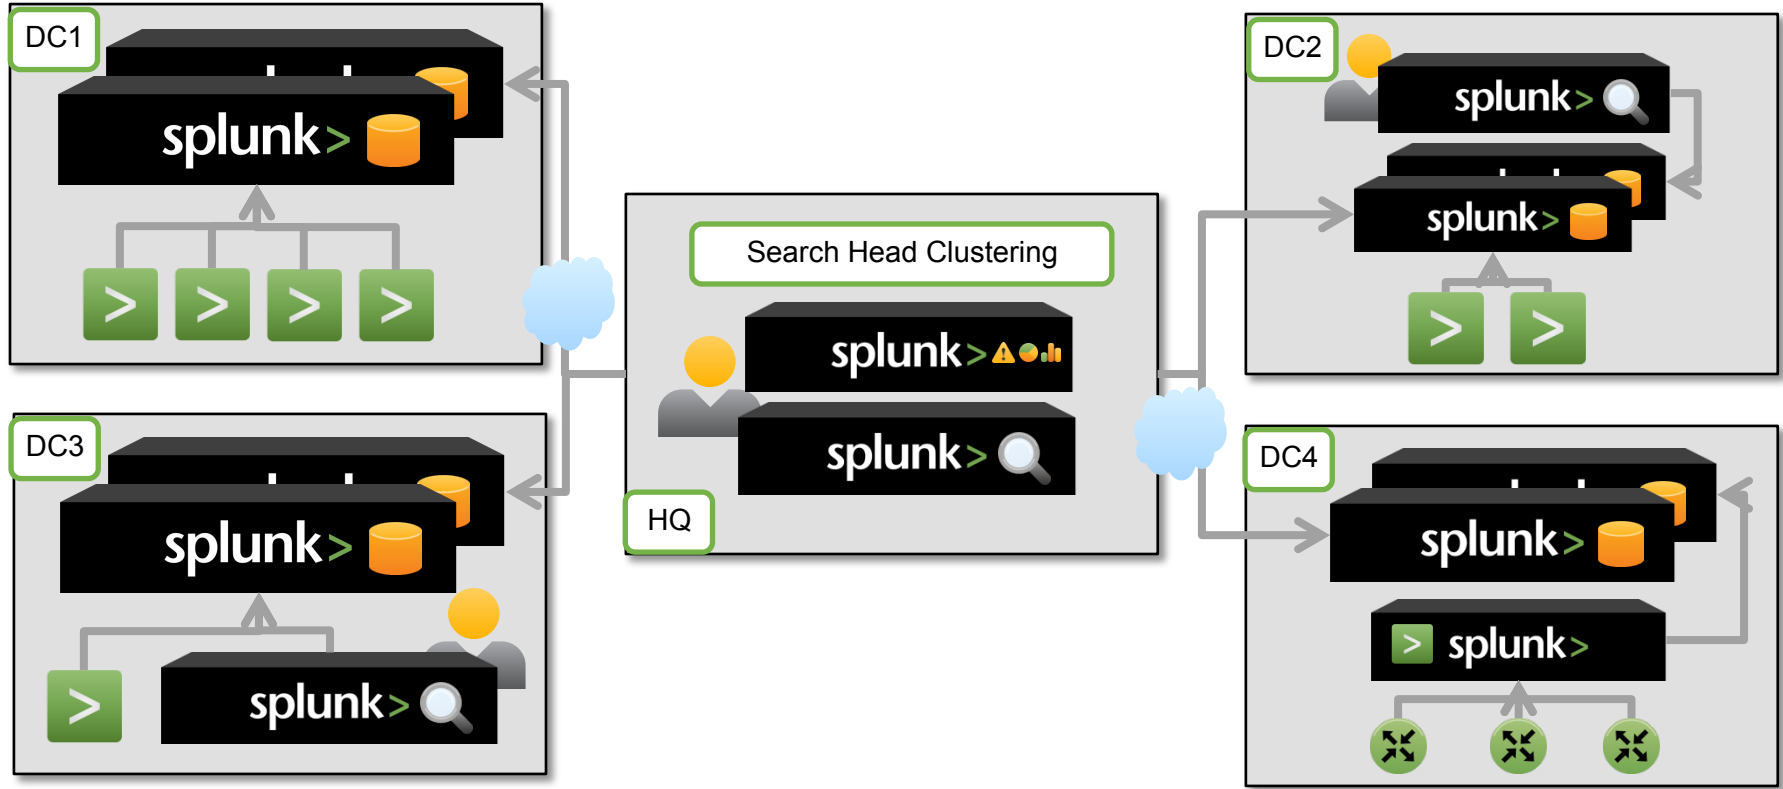 DC1
splunk>
>
>
>
>
DC3
splunk>
>
splunk>
Search Head Clustering
splunk>
splunk>
HQ
DC2
splunk>
splunk>
>
>
DC4
splunk>
> splunk>